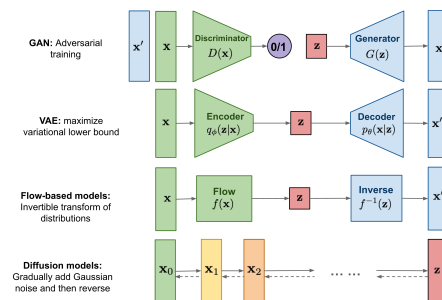 GAN: Adversarial
training
x'
x
Discriminator
D(x)
0/1
z
Generator
G(z)
x
VAE: maximize
variational lower bound
x
Encoder
qϕ(z|x)
z
Decoder
pθ(x|z)
x'
Flow-based models:
Invertible transform of
distributions
x
Flow
f(x)
z
Inverse
f⁻¹(z)
Diffusion models:
Gradually add Gaussian
noise and then reverse
x₀
x₁
x₂
... ...
z